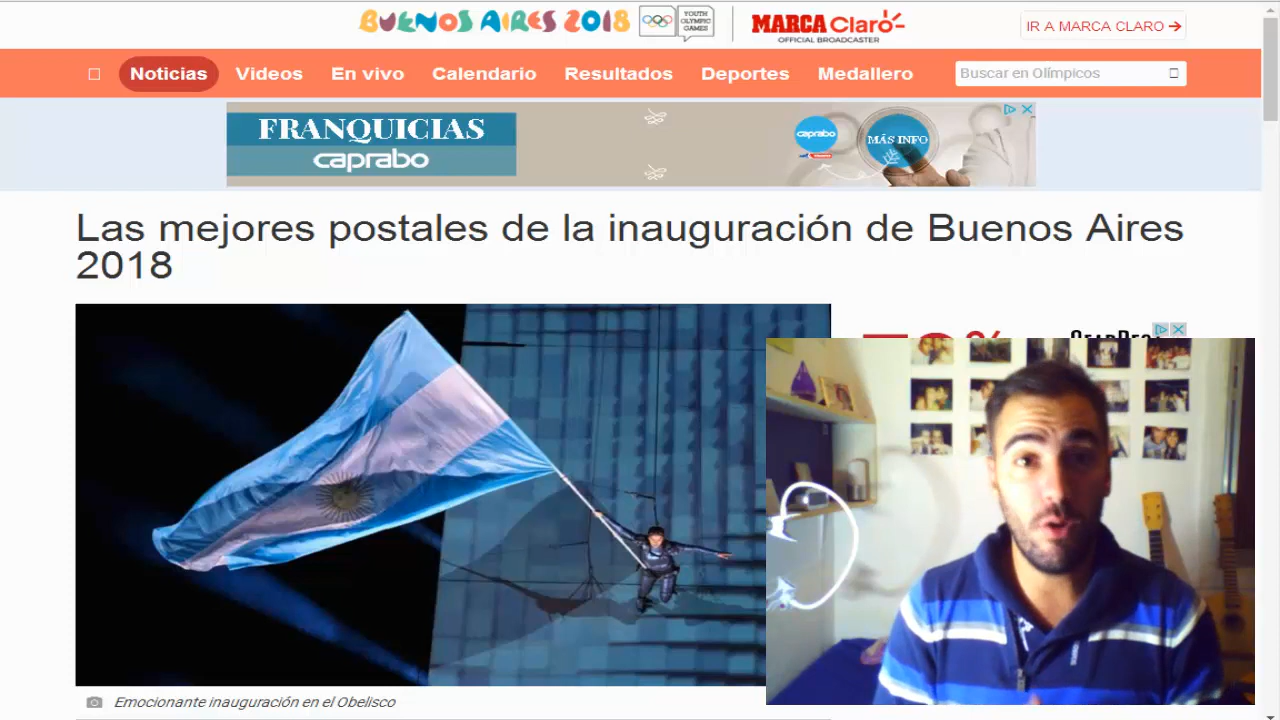 BUENOS AIRES 2018
YOUTH
OLYMPIC
GAMES
MARCA Claro
OFFICIAL BROADCASTER
IR A MARCA CLARO
Noticias Videos En vivo Calendario Resultados Deportes Medallero
Buscar en Olímpicos
FRANQUICIAS
caprabo
caprabo
MÁS INFO
Las mejores postales de la inauguración de Buenos Aires
2018
Emocionante inauguración en el Obelisco